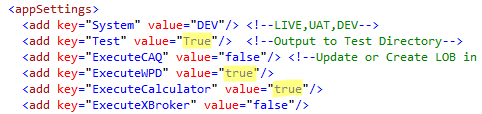 <appSettings>
<add key="System" value="DEV"/> <!--LIVE,UAT,DEV-->
<add key="Test" value="True"/> <!--Output to Test Directory-->
<add key="ExecuteCAQ" value="false"/> <!--Update or Create LOB in
<add key="ExecuteWPD" value="true"/>
<add key="ExecuteCalculator" value="true"/>
<add key="ExecuteXBroker" value="false"/>